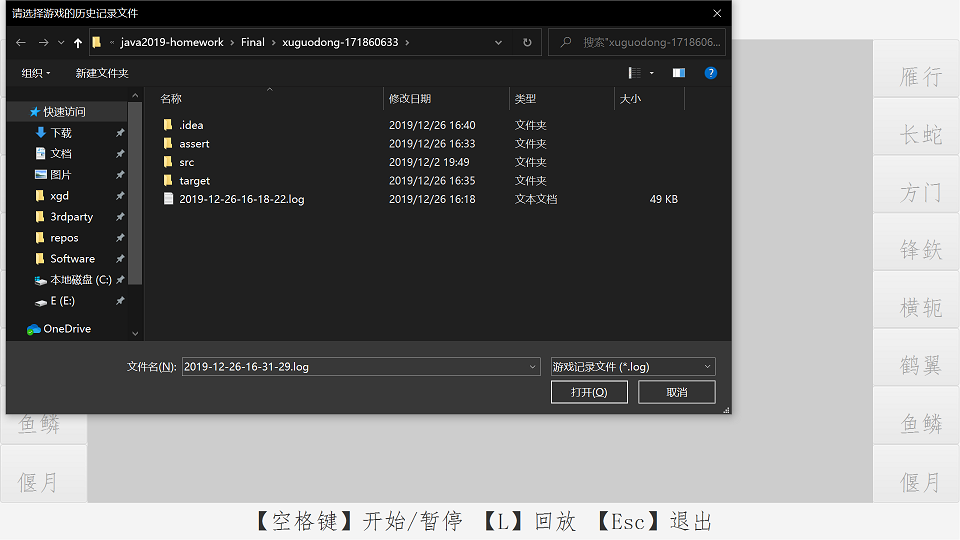 请选择游戏的历史记录文件
« java2019-homework › Final › xuguodong-171860633 ›
搜索"xuguodong-1718606...
组织 新建文件夹
名称 修改日期 类型 大小
快速访问
下载
文档
图片
xgd
3rdparty
repos
Software
本地磁盘 (C:)
E (E:)
OneDrive
.idea 2019/12/26 16:40 文件夹
assert 2019/12/26 16:33 文件夹
src 2019/12/2 19:49 文件夹
target 2019/12/26 16:35 文件夹
2019-12-26-16-18-22.log 2019/12/26 16:18 文本文档 49 KB
文件名(N): 2019-12-26-16-31-29.log 游戏记录文件 (*.log)
打开(O) 取消
雁行
长蛇
方门
锋鉃
横轭
鹤翼
鱼鳞 鱼鳞
偃月 偃月
【空格键】开始/暂停 【L】回放 【Esc】退出